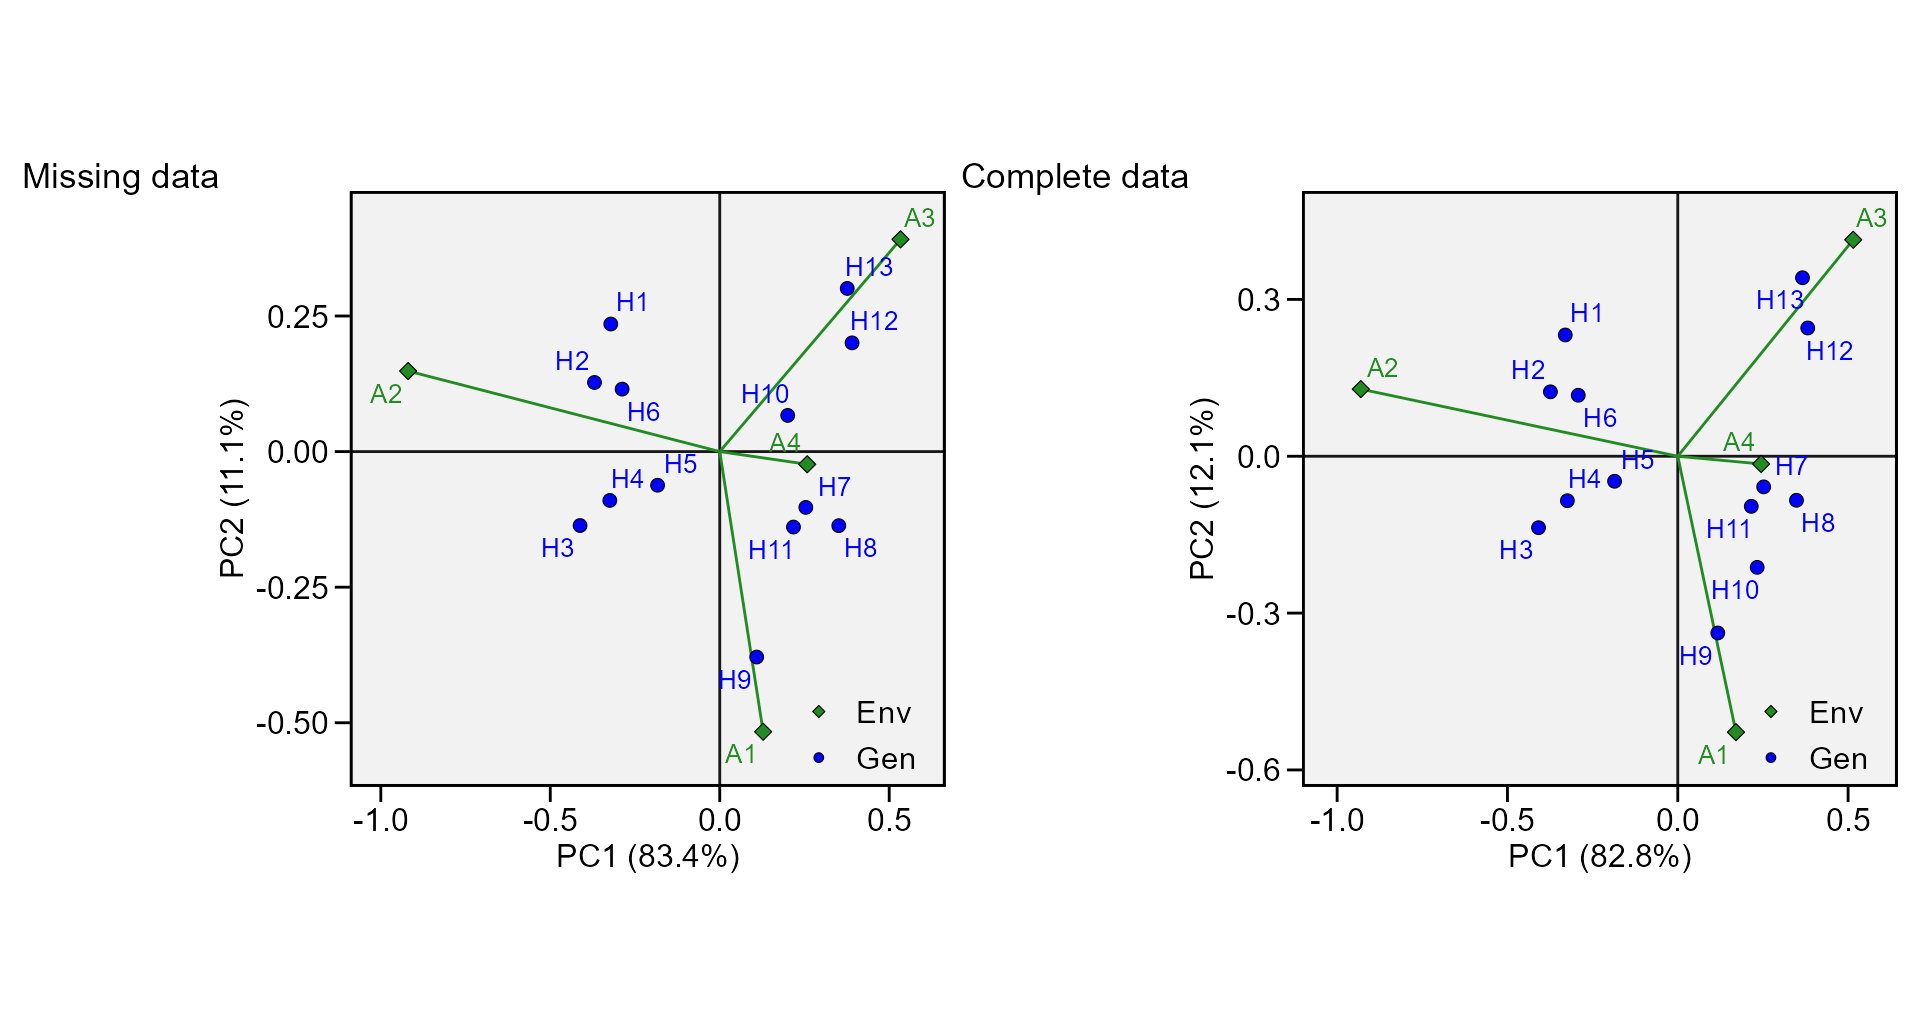 Missing data
A3
H13
H1
H12
0.25
H2
A2
H10
H6
A4
0.00
H5
H4
H7
H3
H11
H8
-0.25
H9
-0.50
A1
Env
Gen
PC2 (11.1%)
-1.0
-0.5
0.0
0.5
PC1 (83.4%)
Complete data
A3
0.3
H13
H1
H12
A2
H2
H6
A4
0.0
H5
H7
H4
H11
H8
H3
H10
-0.3
H9
A1
Env
Gen
-0.6
PC2 (12.1%)
-1.0
-0.5
0.0
0.5
PC1 (82.8%)